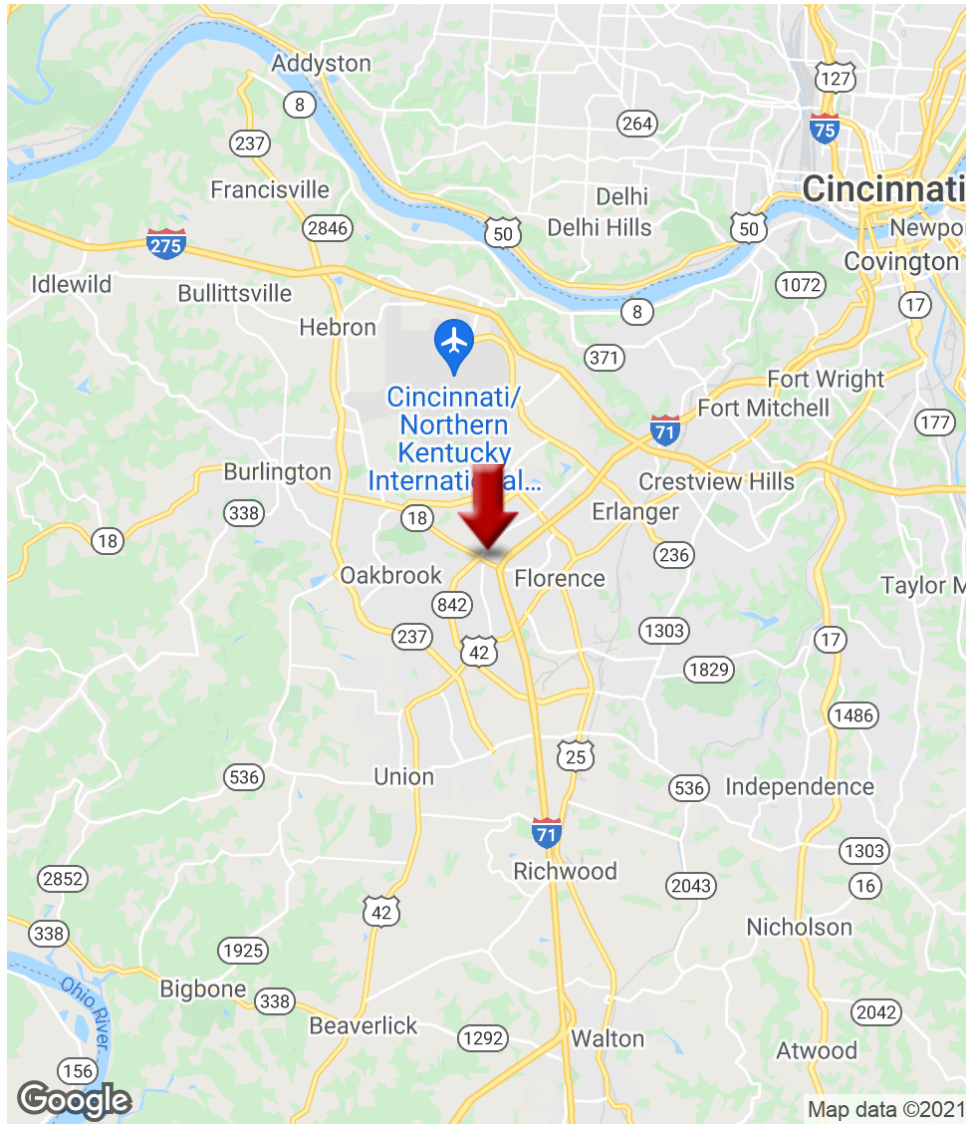 Addyston
127
8
264
75
237
Francisville
Delhi
Cincinnati
2846
Delhi Hills
50
50
Newpor
275
Covington
Idlewild
Bullittsville
1072
17
8
Hebron
371
Cincinnati/
Northern
Kentucky
International...
Fort Wright
Fort Mitchell
71
177
Burlington
Crestview Hills
338
18
Erlanger
18
236
Oakbrook
Florence
Taylor M
842
237
1303
17
42
1829
1486
25
536
Union
536
Independence
71
1303
Richwood
2852
2043
16
42
338
1925
Nicholson
Bigbone
338
Ohio River
2042
Beaverlick
1292
Walton
Atwood
156
Google
Map data ©2021